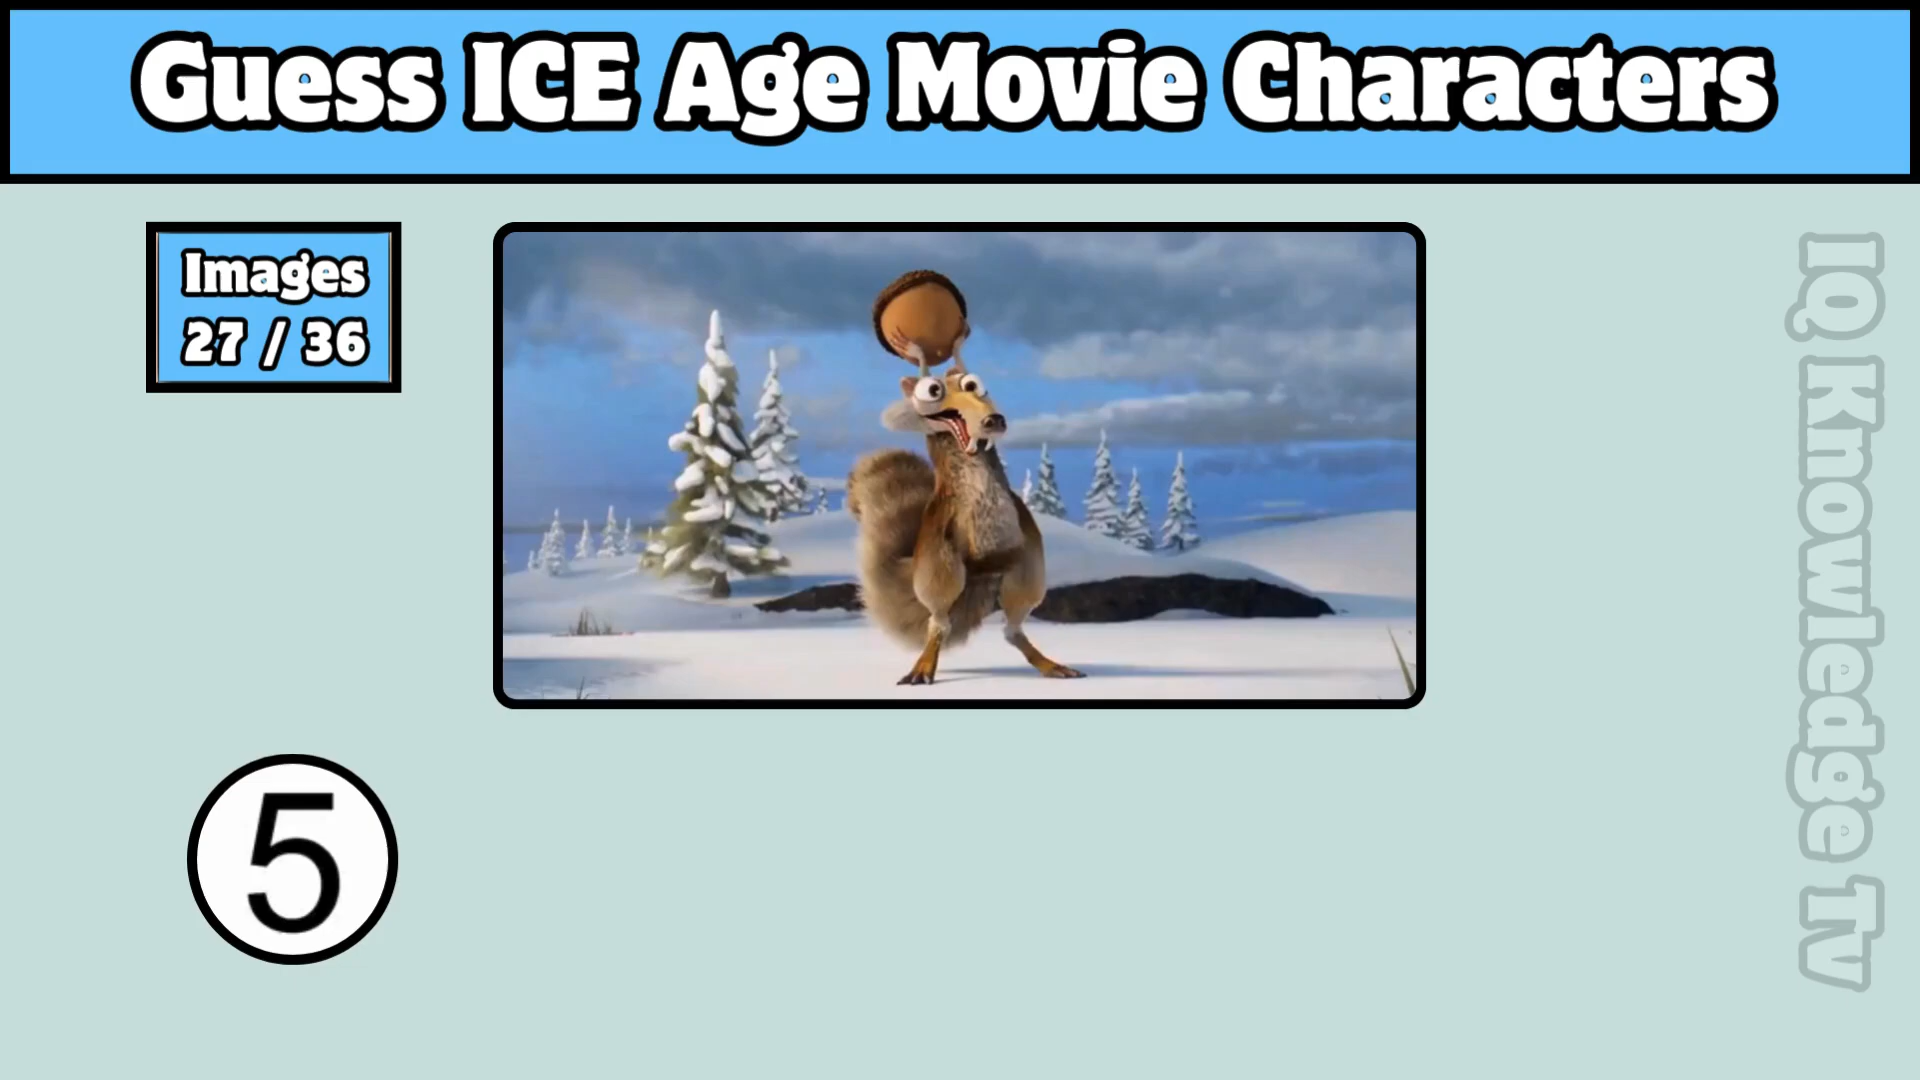 Guess ICE Age Movie Characters
Images
27 / 36
5
IQ Knowledge Tv